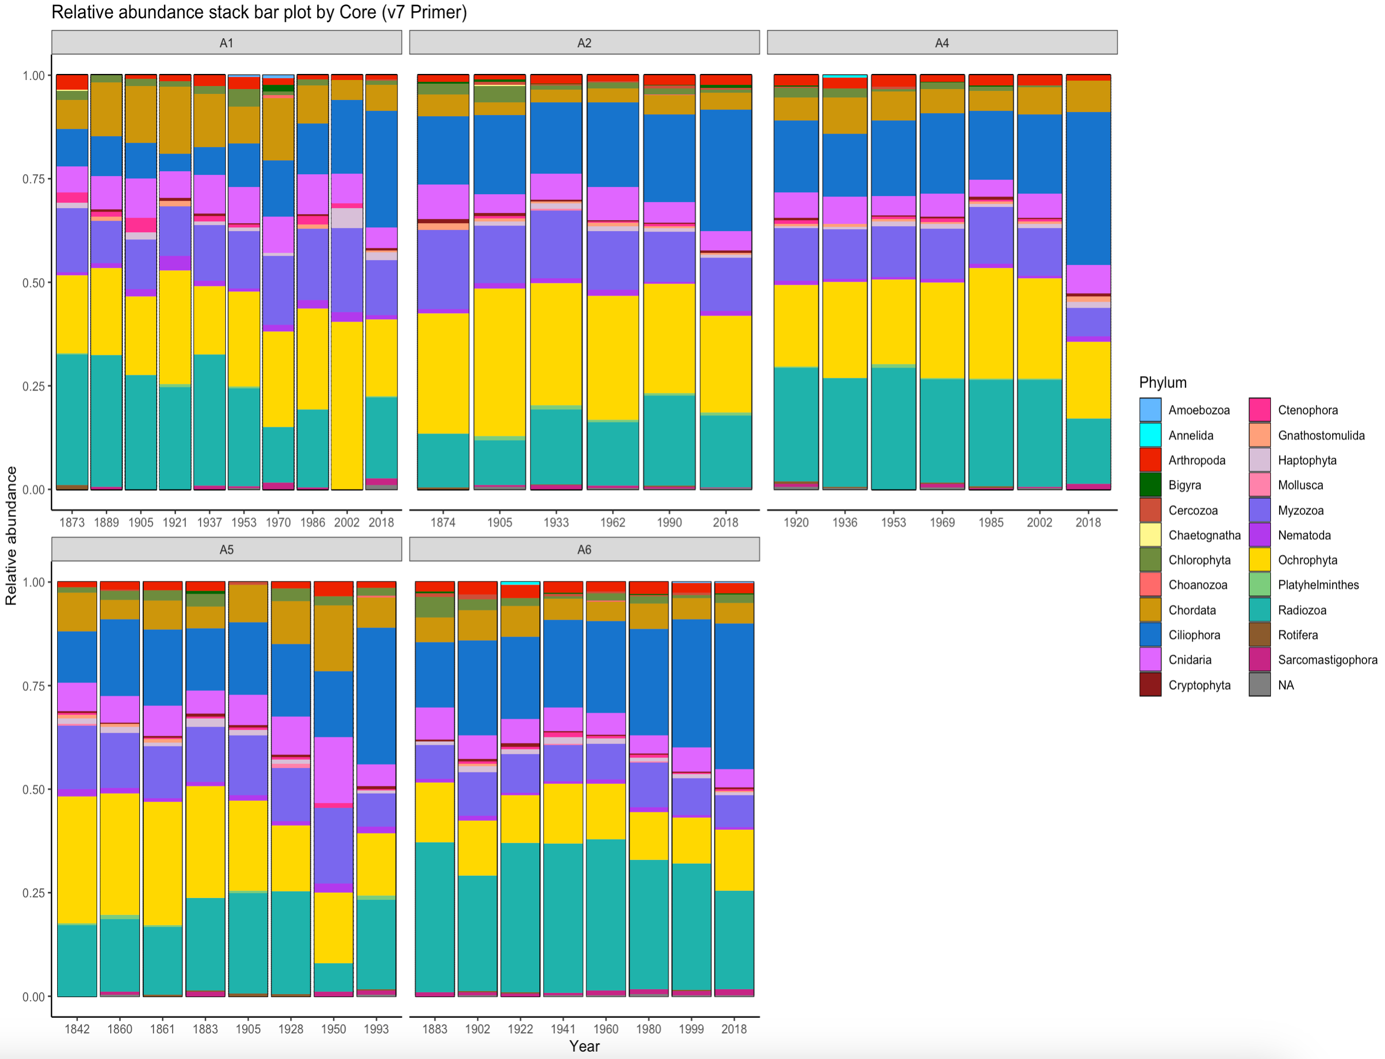 Relative abundance stack bar plot by Core (v7 Primer)
A1
A2
A4
1.00
0.75
0.50
0.25
0.00
1873 1889 1905 1921 1937 1953 1970 1986 2002 2018
1874 1905 1933 1962 1990 2018
1920 1936 1953 1969 1985 2002 2018
A5
A6
1.00
0.75
0.50
0.25
0.00
1842 1860 1861 1883 1905 1928 1950 1993
1883 1902 1922 1941 1960 1980 1999 2018
Relative abundance
Year
Phylum
Amoebozoa
Annelida
Arthropoda
Bigyra
Cercozoa
Chaetognatha
Chlorophyta
Choanozoa
Chordata
Ciliophora
Cnidaria
Cryptophyta
Ctenophora
Gnathostomulida
Haptophyta
Mollusca
Myzozoa
Nematoda
Ochrophyta
Platyhelminthes
Radiozoa
Rotifera
Sarcomastigophora
NA